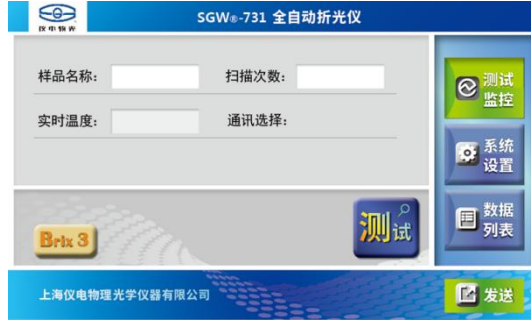 仪电物光
SGW®-731 全自动折光仪
样品名称：
扫描次数：
实时温度：
通讯选择：
测试
监控
系统
设置
数据
列表
Brix 3
测试
上海仪电物理光学仪器有限公司
发送